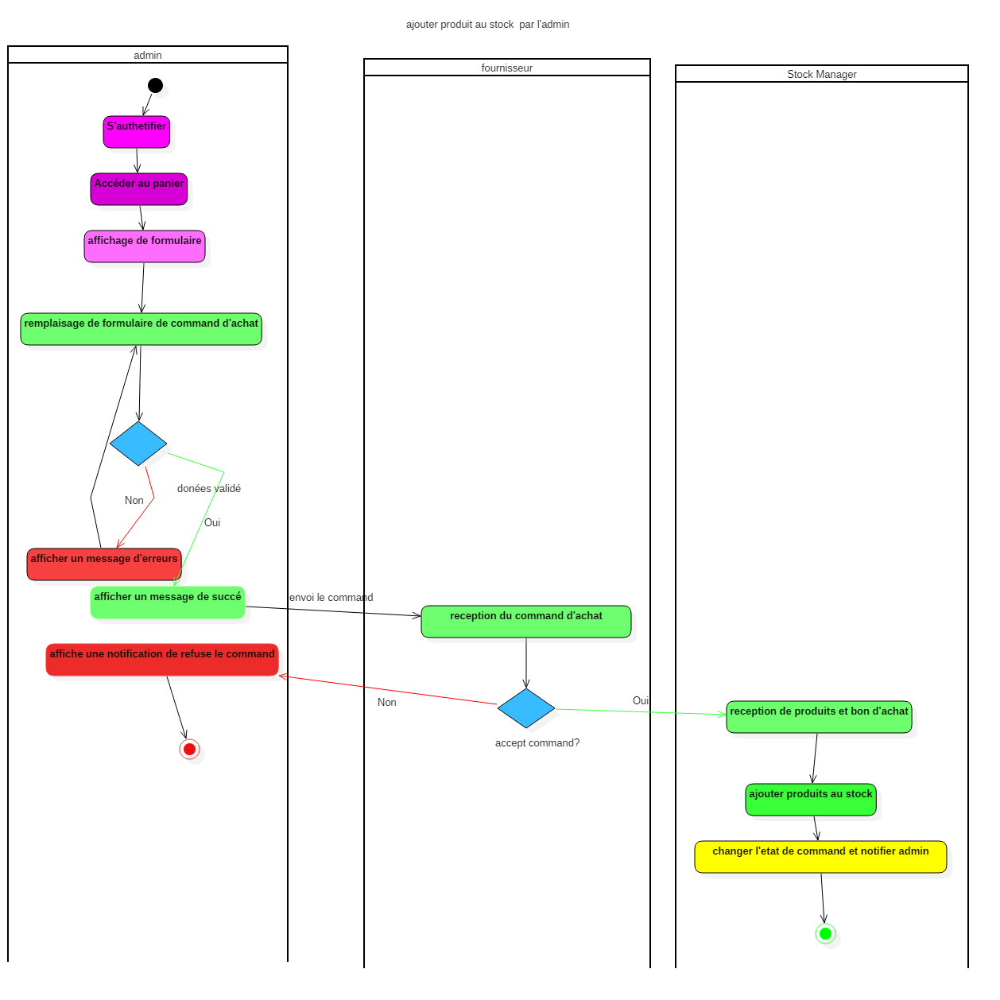 ajouter produit au stock  par l'admin
admin
fournisseur
Stock Manager
S'authetifier
Accéder au panier
affichage de formulaire
remplaisage de formulaire de command d'achat
donées validé
Non
Oui
afficher un message d'erreurs
afficher un message de succé
envoi le command
reception du command d'achat
affiche une notification de refuse le command
Non
Oui
accept command?
reception de produits et bon d'achat
ajouter produits au stock
changer l'etat de command et notifier admin